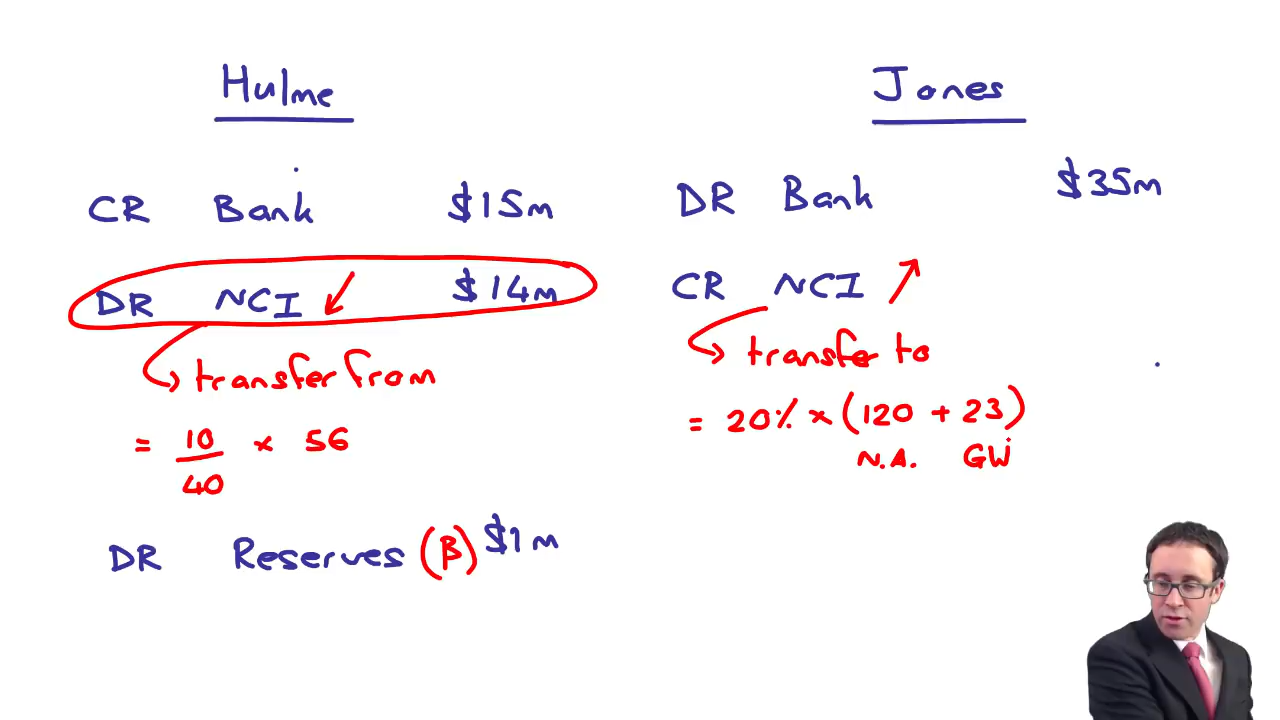 Hulme
CR Bank $15m
DR NCI $14m
transfer from
= 10/40 × 56
DR Reserves (β) $1m
Jones
DR Bank $35m
CR NCI
transfer to
= 20% × (120 + 23)
N.A. GW